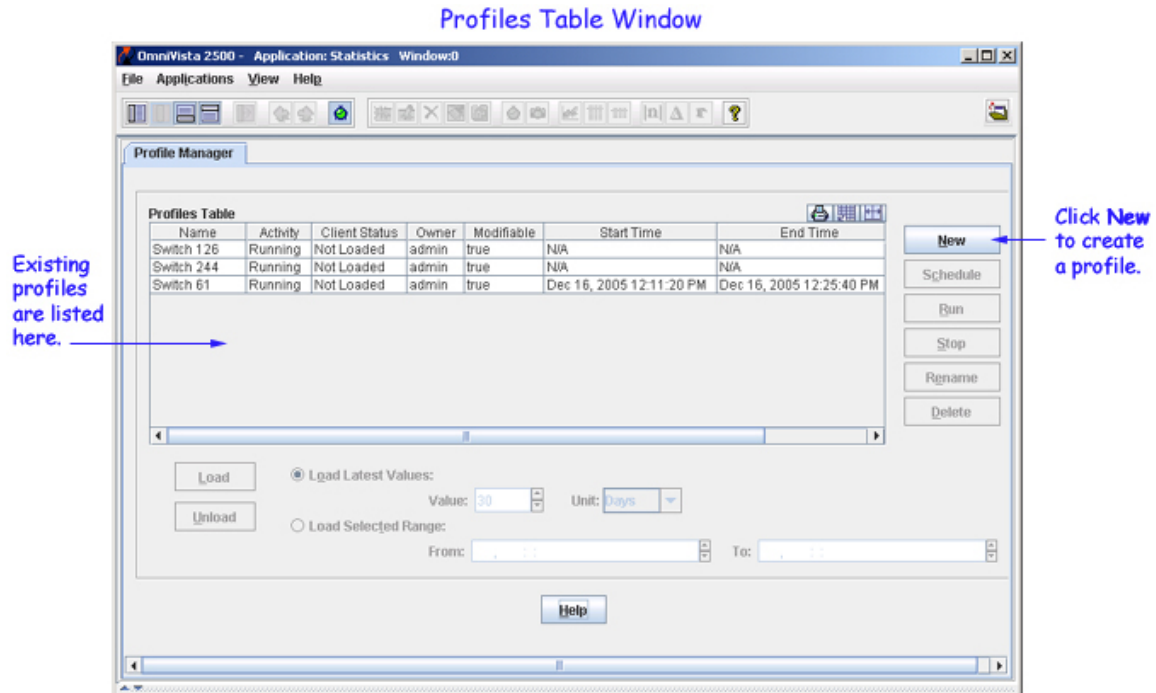 Profiles Table Window
OmniVista 2500 - Application: Statistics Window:0
File Applications View Help
|n| Δ r ?
Profile Manager
Profiles Table
Name Activity Client Status Owner Modifiable Start Time End Time
Switch 126 Running Not Loaded admin true N/A N/A
Switch 244 Running Not Loaded admin true N/A N/A
Switch 61 Running Not Loaded admin true Dec 16, 2005 12:11:20 PM Dec 16, 2005 12:25:40 PM
New
Schedule
Run
Stop
Rename
Delete
Existing
profiles
are listed
here.
Click New
to create
a profile.
Load
Unload
Load Latest Values:
Value: 30 Unit: Days
Load Selected Range:
From: , : : To: , : :
Help